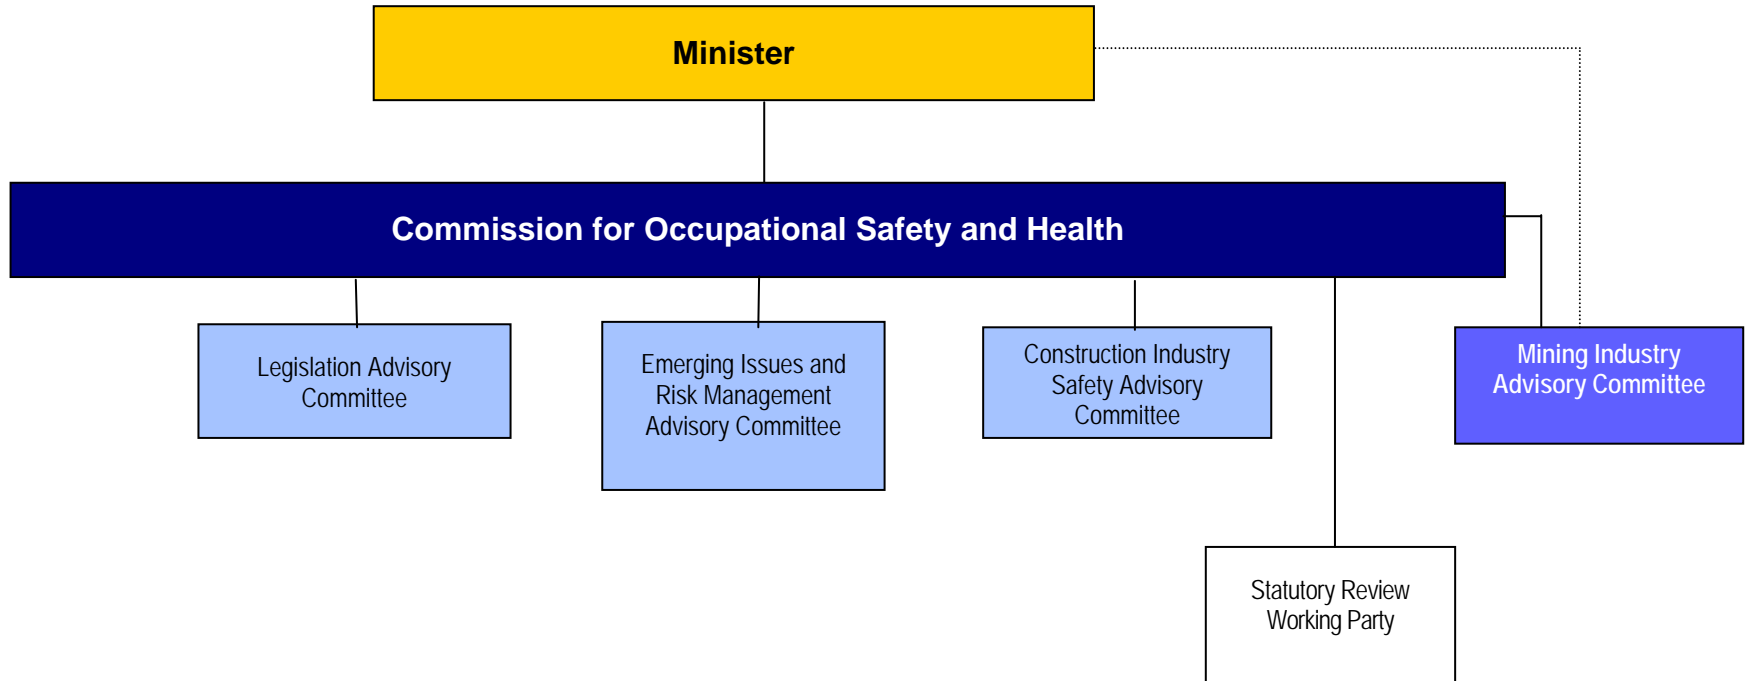 Minister
Commission for Occupational Safety and Health
Legislation Advisory
Committee
Emerging Issues and
Risk Management
Advisory Committee
Construction Industry
Safety Advisory
Committee
Mining Industry
Advisory Committee
Statutory Review
Working Party